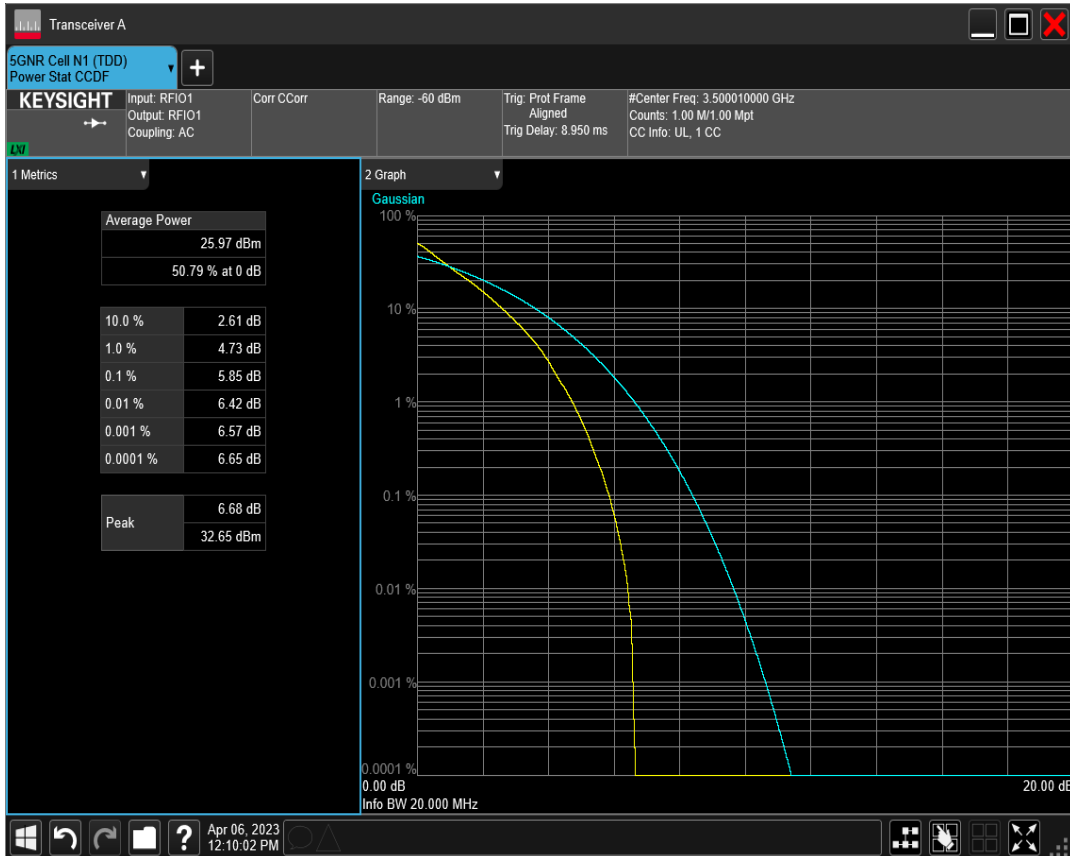 Transceiver A
5GNR Cell N1 (TDD)
Power Stat CCDF
+
KEYSIGHT
LXI
Input: RFIO1
Output: RFIO1
Coupling: AC
Corr CCorr
Range: -60 dBm
Trig: Prot Frame
Aligned
Trig Delay: 8.950 ms
#Center Freq: 3.500010000 GHz
Counts: 1.00 M/1.00 Mpt
CC Info: UL, 1 CC
1 Metrics
Average Power
25.97 dBm
50.79 % at 0 dB
10.0 % 2.61 dB
1.0 % 4.73 dB
0.1 % 5.85 dB
0.01 % 6.42 dB
0.001 % 6.57 dB
0.0001 % 6.65 dB
Peak
6.68 dB
32.65 dBm
2 Graph
Gaussian
100 %
10 %
1 %
0.1 %
0.01 %
0.001 %
0.0001 %
0.00 dB 20.00 dB
Info BW 20.000 MHz
?
Apr 06, 2023
12:10:02 PM